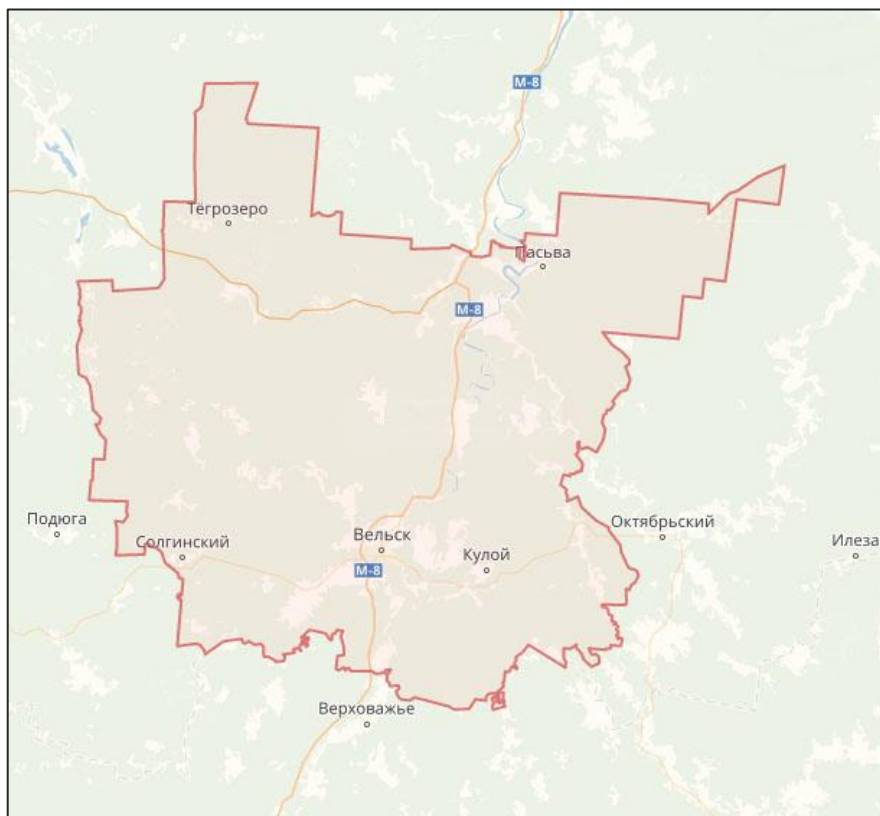 М-8
Тёгрозеро
Пасьва
М-8
Подюга
Солгинский
Вельск
Октябрьский
Кулой
Илеза
М-8
Верховажье